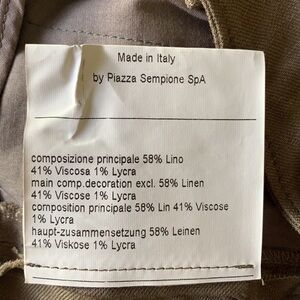 Made in Italy
by Piazza Sempione SpA
composizione principale 58% Lino
41% Viscosa 1% Lycra
main comp.decoration excl. 58% Linen
41% Viscose 1% Lycra
composition principale 58% Lin 41% Viscose
1% Lycra
haupt-zusammensetzung 58% Leinen
41% Viskose 1% Lycra